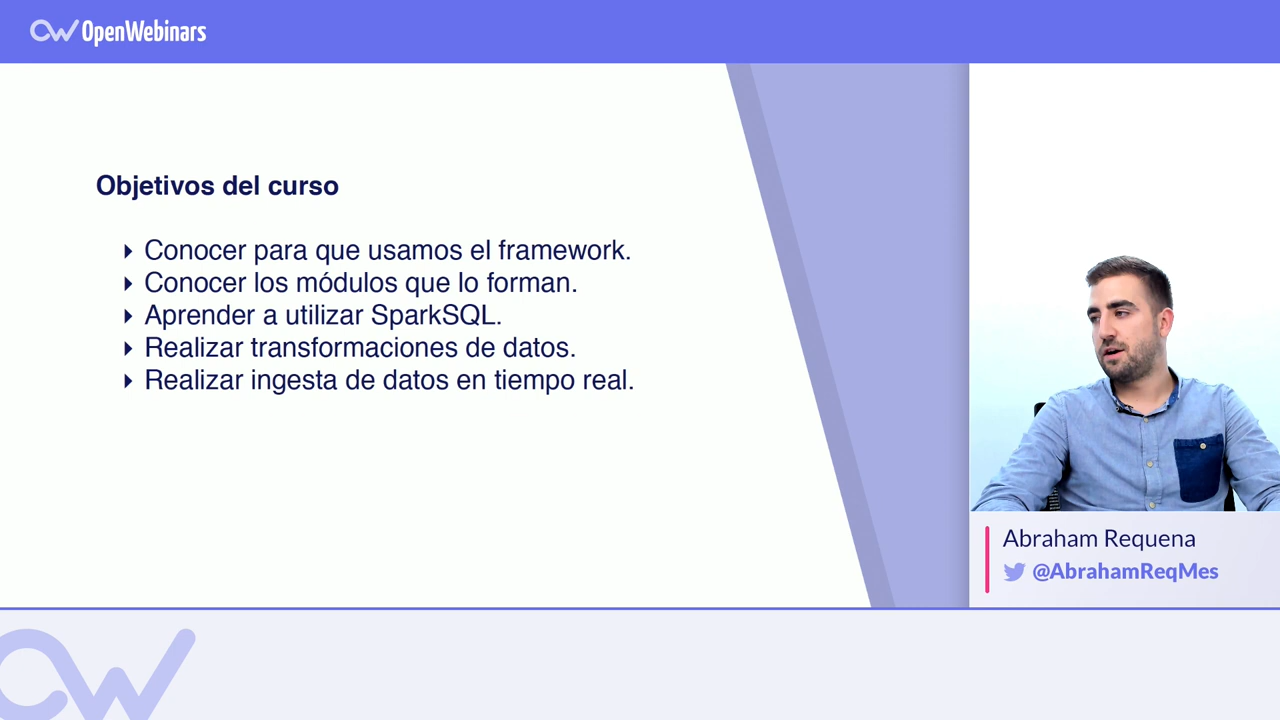 OpenWebinars
Objetivos del curso
Conocer para que usamos el framework.
Conocer los módulos que lo forman.
Aprender a utilizar SparkSQL.
Realizar transformaciones de datos.
Realizar ingesta de datos en tiempo real.
Abraham Requena
@AbrahamReqMes